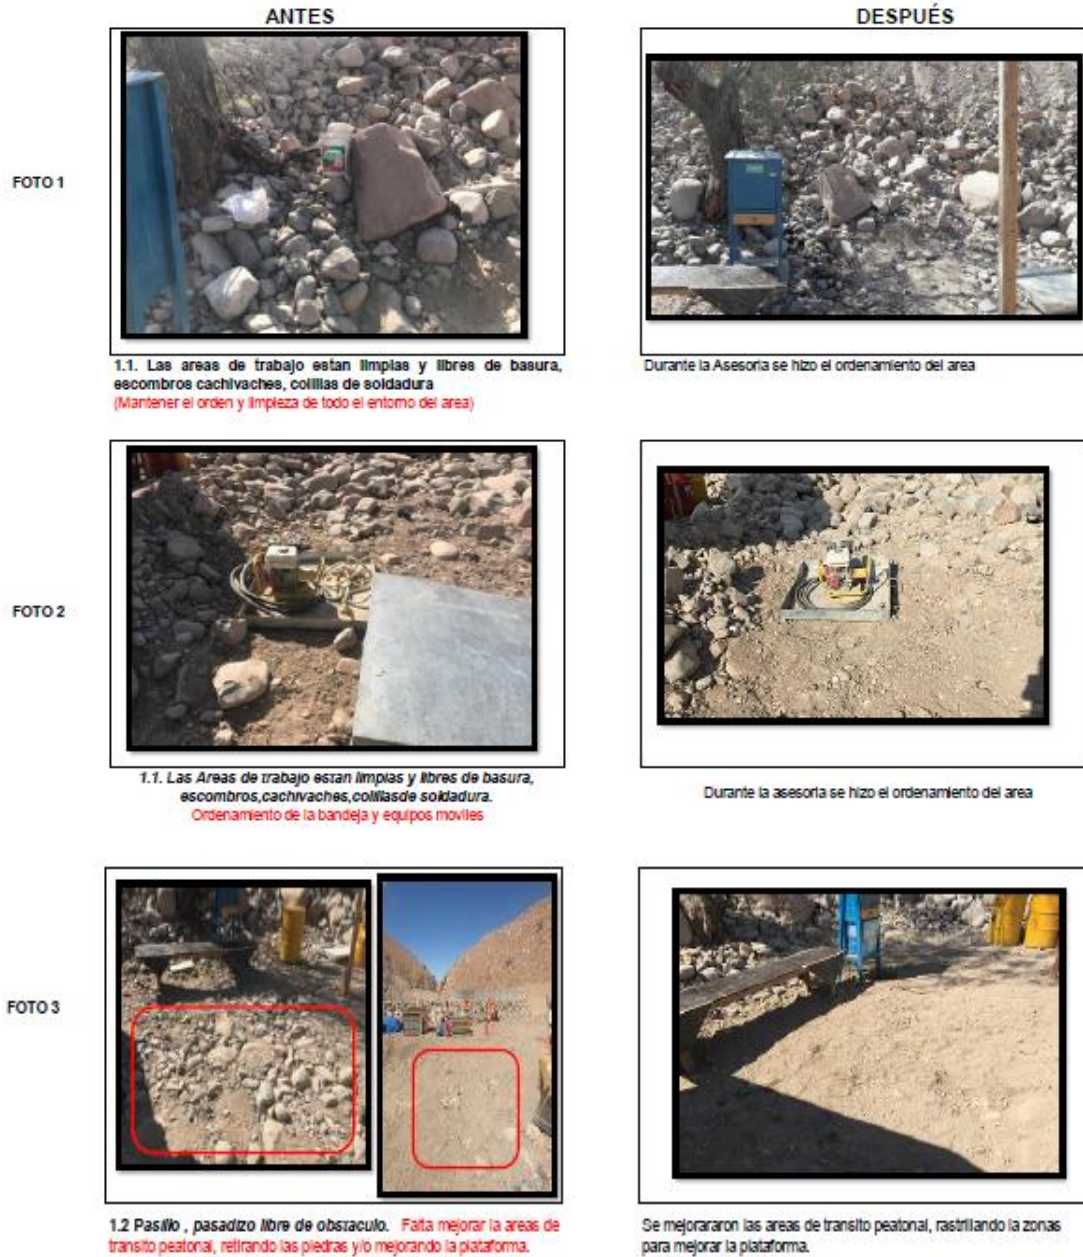 ANTES
DESPUÉS
FOTO 1
1.1. Las areas de trabajo estan limpias y libres de basura,
escombros cachivaches, colillas de soldadura
(Mantener el orden y limpieza de todo el entorno del area)
Durante la Asesoria se hizo el ordenamiento del area
FOTO 2
1.1. Las Areas de trabajo estan limpias y libres de basura,
escombros,cachivaches,colillasde soldadura.
Ordenamiento de la bandeja y equipos moviles
Durante la asesoria se hizo el ordenamiento del area
FOTO 3
1.2 Pasillo , pasadizo libre de obstaculo. Falta mejorar la areas de
transito peatonal, retirando las piedras y/o mejorando la plataforma.
Se mejorararon las areas de transito peatonal, rastrillando la zonas
para mejorar la plataforma.